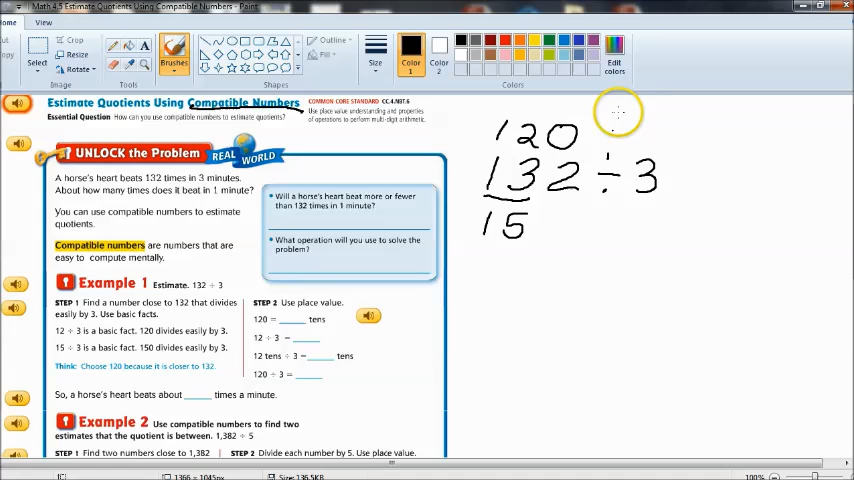 Math 4.5 Estimate Quotients Using Compatible Numbers - Paint
Home View
Select
Crop
Resize
Rotate
Brushes
Outline
Fill
Size
Color 1
Color 2
Edit colors
Image Tools Shapes Colors
Estimate Quotients Using Compatible Numbers
COMMON CORE STANDARD CC.4.NBT.6
Use place value understanding and properties
of operations to perform multi-digit arithmetic.
Essential Question How can you use compatible numbers to estimate quotients?
UNLOCK the Problem REAL WORLD
A horse's heart beats 132 times in 3 minutes.
About how many times does it beat in 1 minute?
You can use compatible numbers to estimate
quotients.
Compatible numbers are numbers that are
easy to compute mentally.
• Will a horse's heart beat more or fewer
than 132 times in 1 minute?
• What operation will you use to solve the
problem?
Example 1 Estimate. 132 ÷ 3
STEP 1 Find a number close to 132 that divides
easily by 3. Use basic facts.
12 ÷ 3 is a basic fact. 120 divides easily by 3.
15 ÷ 3 is a basic fact. 150 divides easily by 3.
Think: Choose 120 because it is closer to 132.
STEP 2 Use place value.
120 = ____ tens
12 ÷ 3 = ____
12 tens ÷ 3 = ____ tens
120 ÷ 3 = ____
So, a horse's heart beats about ____ times a minute.
Example 2 Use compatible numbers to find two
estimates that the quotient is between. 1,382 ÷ 5
STEP 1 Find two numbers close to 1,382
STEP 2 Divide each number by 5. Use place value.
120
132 ÷ 3
15
1366 × 1045px
Size: 136.5KB
100%